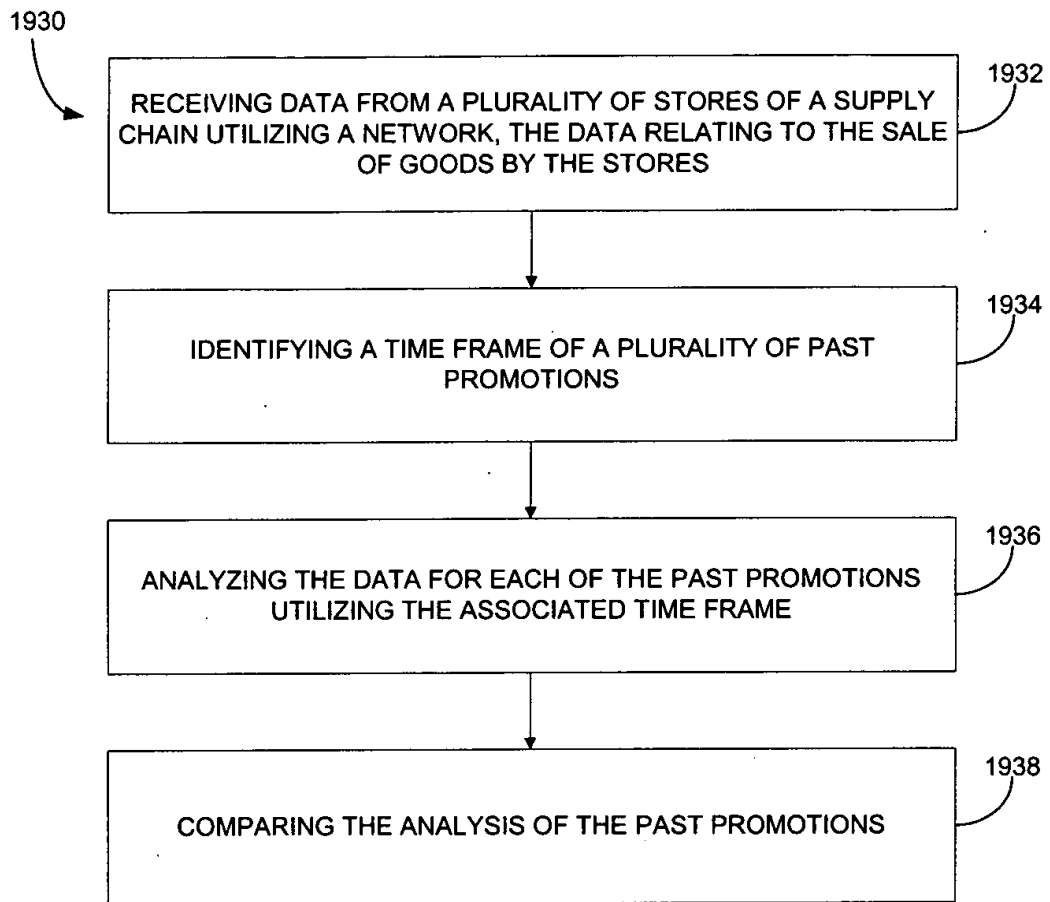 1930
1932
RECEIVING DATA FROM A PLURALITY OF STORES OF A SUPPLY
CHAIN UTILIZING A NETWORK, THE DATA RELATING TO THE SALE
OF GOODS BY THE STORES
1934
IDENTIFYING A TIME FRAME OF A PLURALITY OF PAST
PROMOTIONS
1936
ANALYZING THE DATA FOR EACH OF THE PAST PROMOTIONS
UTILIZING THE ASSOCIATED TIME FRAME
1938
COMPARING THE ANALYSIS OF THE PAST PROMOTIONS